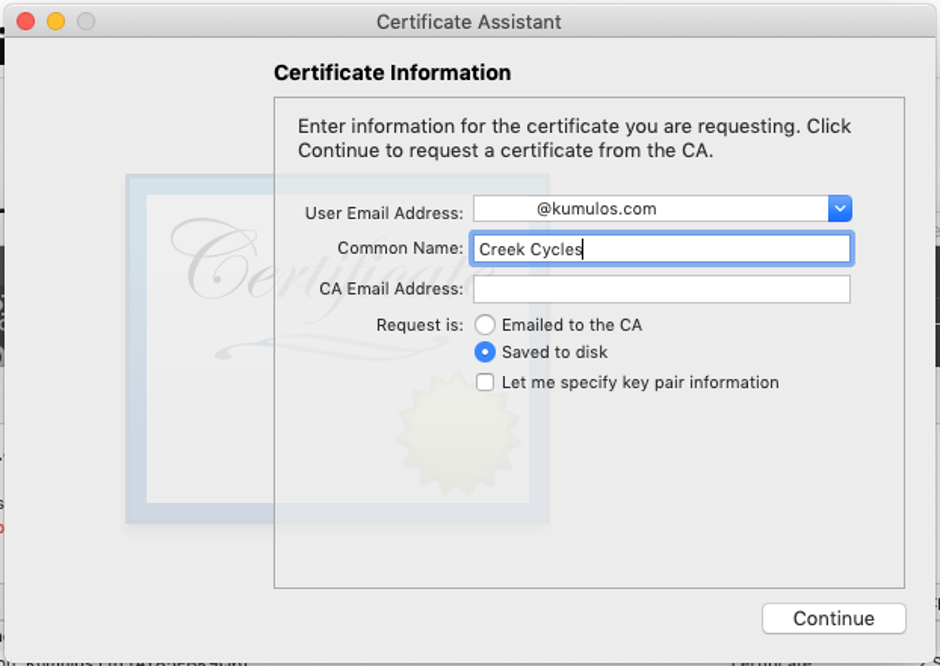 Certificate Assistant
Certificate Information
Enter information for the certificate you are requesting. Click
Continue to request a certificate from the CA.
User Email Address: @kumulos.com
Common Name: Creek Cycles
CA Email Address:
Request is: Emailed to the CA
Saved to disk
Let me specify key pair information
Certificate
Continue